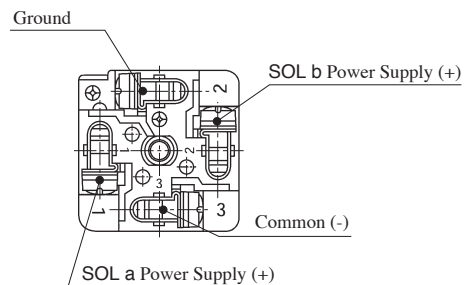 Ground
SOL b Power Supply (+)
2
1
2
3
1
3
Common (-)
SOL a Power Supply (+)